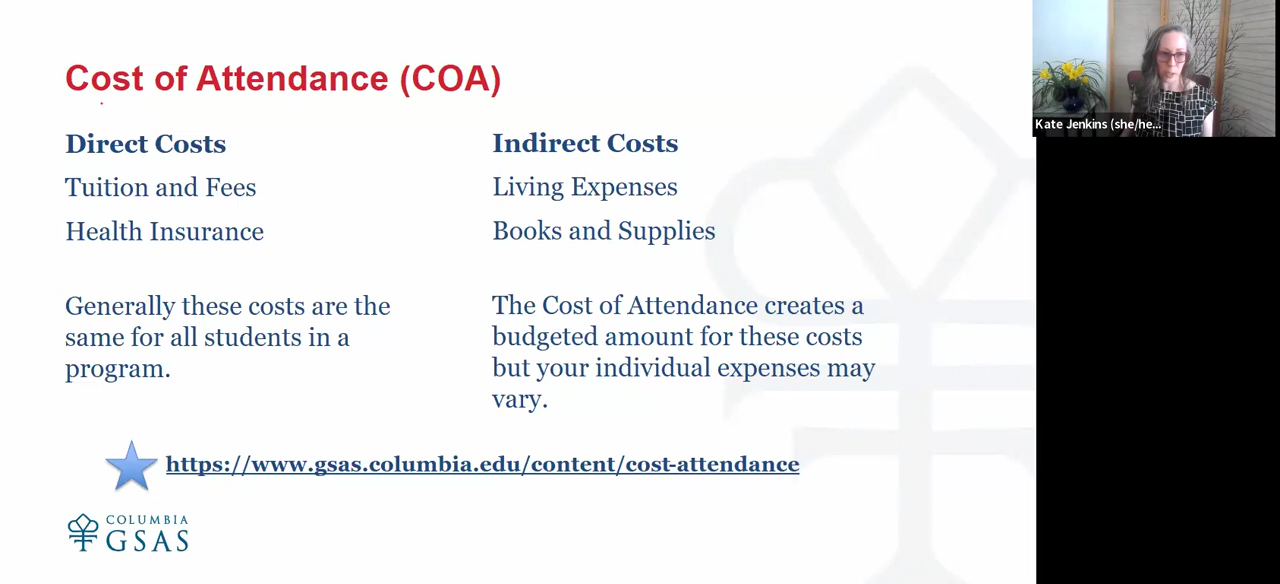 Cost of Attendance (COA)
Direct Costs
Tuition and Fees
Health Insurance
Generally these costs are the
same for all students in a
program.
Indirect Costs
Living Expenses
Books and Supplies
The Cost of Attendance creates a
budgeted amount for these costs
but your individual expenses may
vary.
https://www.gsas.columbia.edu/content/cost-attendance
COLUMBIA
GSAS
Kate Jenkins (she/he...